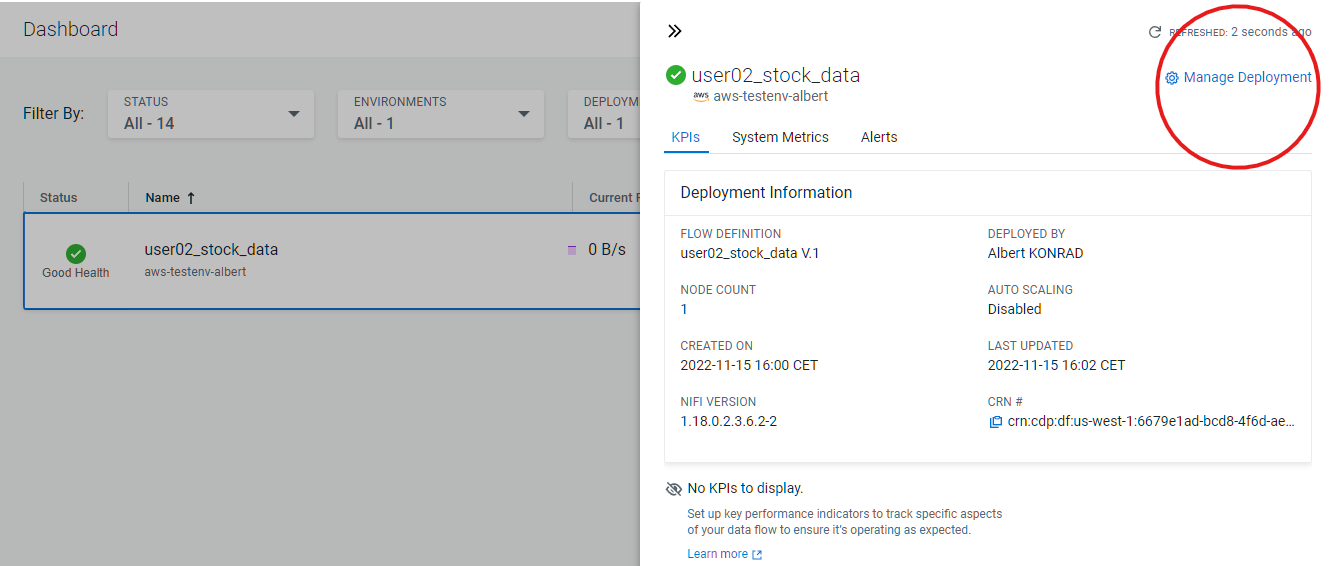 Dashboard
Filter By:
STATUS
All - 14
ENVIRONMENTS
All - 1
DEPLOYM
All - 1
Status
Name ↑
Current
Good Health
user02_stock_data
aws-testenv-albert
0 B/s
REFRESHED: 2 seconds ago
user02_stock_data
aws aws-testenv-albert
Manage Deployment
KPIs
System Metrics
Alerts
Deployment Information
FLOW DEFINITION
user02_stock_data V.1
DEPLOYED BY
Albert KONRAD
NODE COUNT
1
AUTO SCALING
Disabled
CREATED ON
2022-11-15 16:00 CET
LAST UPDATED
2022-11-15 16:02 CET
NIFI VERSION
1.18.0.2.3.6.2-2
CRN #
crn:cdp:df:us-west-1:6679e1ad-bcd8-4f6d-ae...
No KPIs to display.
Set up key performance indicators to track specific aspects
of your data flow to ensure it's operating as expected.
Learn more